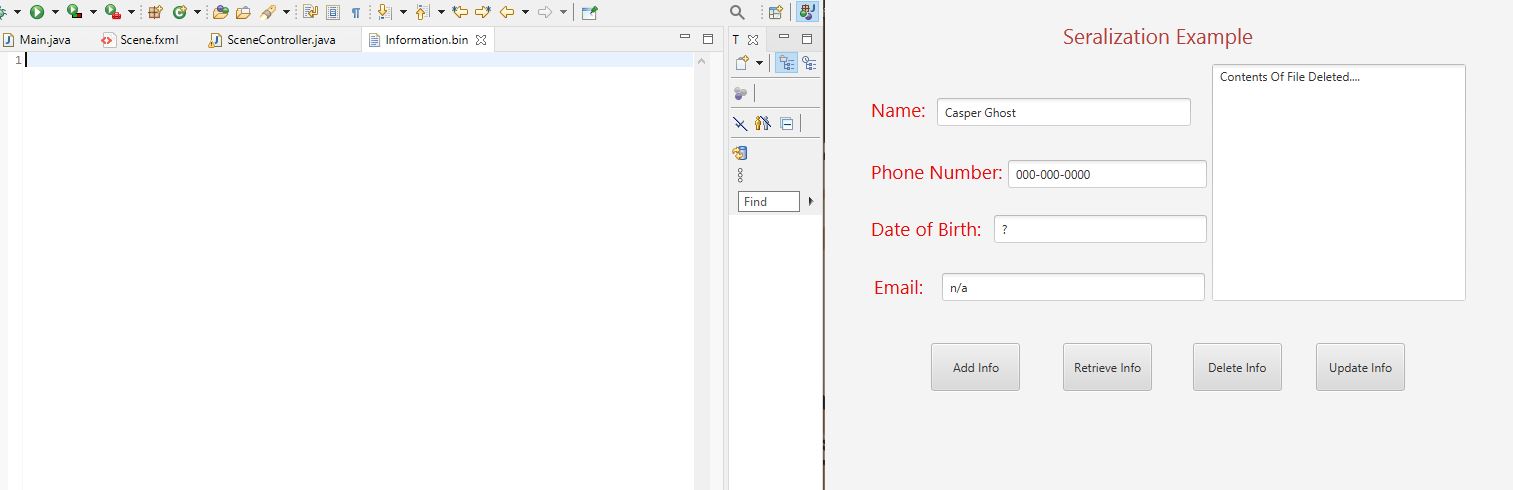 Main.java Scene.fxml SceneController.java Information.bin
T
1
Find
Seralization Example
Contents Of File Deleted....
Name: Casper Ghost
Phone Number: 000-000-0000
Date of Birth: ?
Email: n/a
Add Info Retrieve Info Delete Info Update Info